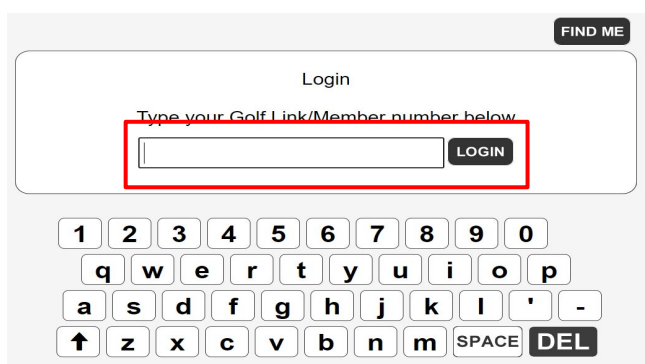 FIND ME
Login
Type your Golf Link/Member number below
LOGIN
1 2 3 4 5 6 7 8 9 0
q w e r t y u i o p
a s d f g h j k l ' -
↑ z x c v b n m SPACE DEL